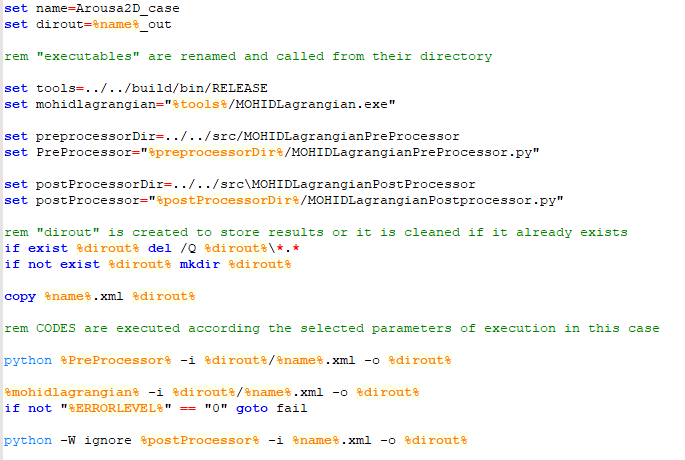 set name=Arousa2D_case
set dirout=%name%_out
rem "executables" are renamed and called from their directory
set tools=../../build/bin/RELEASE
set mohidlagrangian="%tools%/MOHIDLagrangian.exe"
set preprocessorDir=../../src/MOHIDLagrangianPreProcessor
set PreProcessor="%preprocessorDir%/MOHIDLagrangianPreProcessor.py"
set postProcessorDir=../../src\MOHIDLagrangianPostProcessor
set postProcessor="%postProcessorDir%/MOHIDLagrangianPostprocessor.py"
rem "dirout" is created to store results or it is cleaned if it already exists
if exist %dirout% del /Q %dirout%\*.*
if not exist %dirout% mkdir %dirout%
copy %name%.xml %dirout%
rem CODES are executed according the selected parameters of execution in this case
python %PreProcessor% -i %dirout%/%name%.xml -o %dirout%
%mohidlagrangian% -i %dirout%/%name%.xml -o %dirout%
if not "%ERRORLEVEL%" == "0" goto fail
python -W ignore %postProcessor% -i %name%.xml -o %dirout%